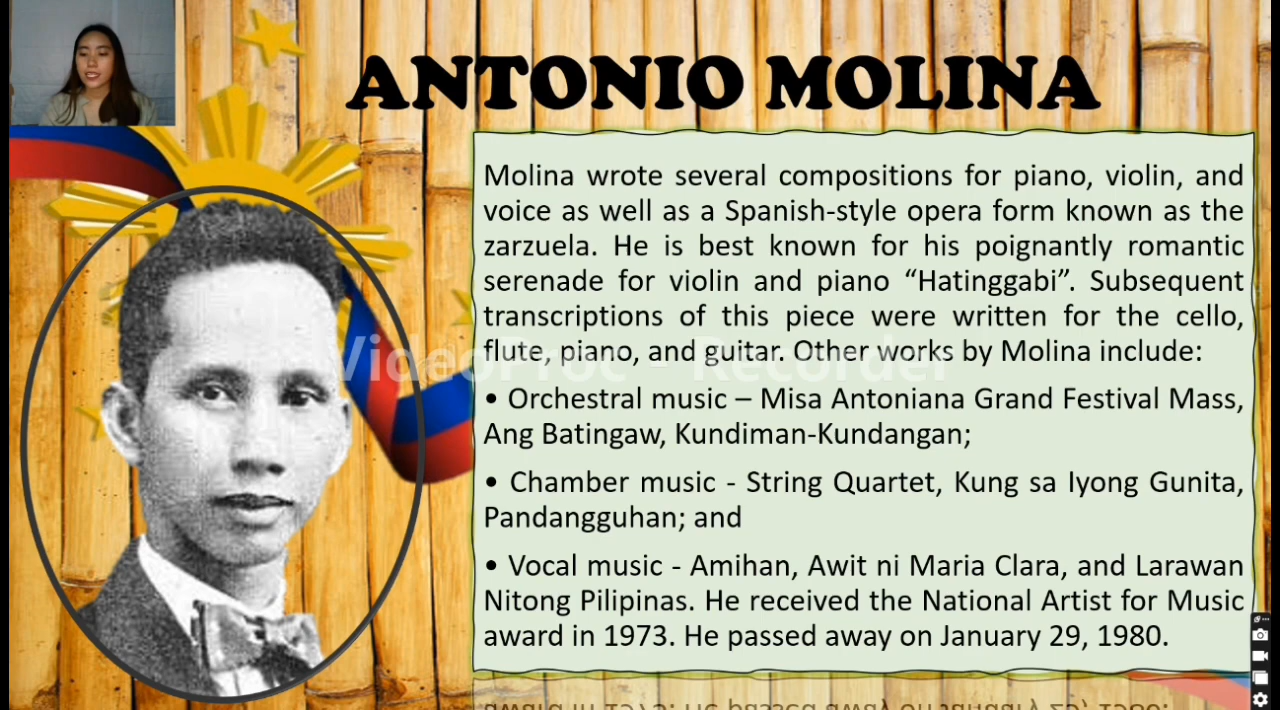 ANTONIO MOLINA
Molina wrote several compositions for piano, violin, and
voice as well as a Spanish-style opera form known as the
zarzuela. He is best known for his poignantly romantic
serenade for violin and piano “Hatinggabi”. Subsequent
transcriptions of this piece were written for the cello,
flute, piano, and guitar. Other works by Molina include:
• Orchestral music – Misa Antoniana Grand Festival Mass,
Ang Batingaw, Kundiman-Kundangan;
• Chamber music - String Quartet, Kung sa Iyong Gunita,
Pandangguhan; and
• Vocal music - Amihan, Awit ni Maria Clara, and Larawan
Nitong Pilipinas. He received the National Artist for Music
award in 1973. He passed away on January 29, 1980.
VideoProc - Recorder